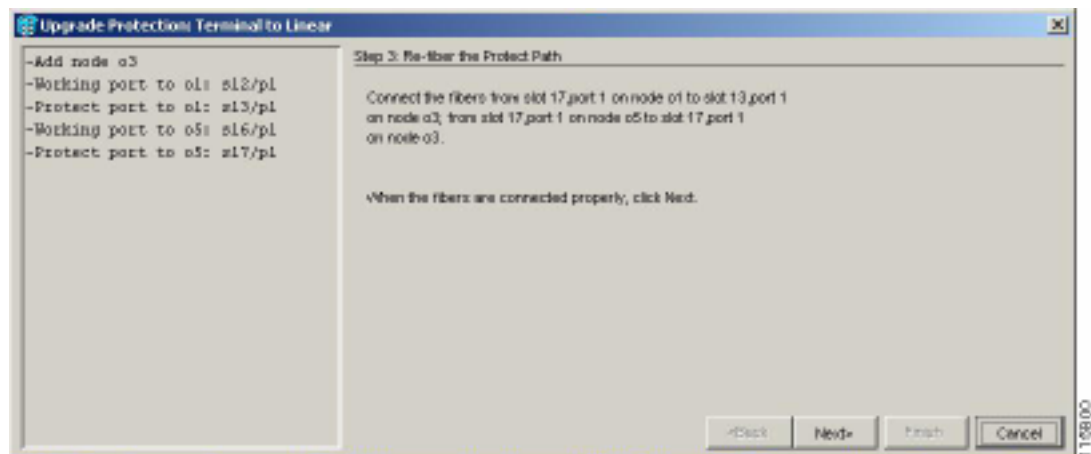 Upgrade Protection: Terminal to Linear
-Add node o3
-Working port to o1: s12/p1
-Protect port to o1: s13/p1
-Working port to o5: s16/p1
-Protect port to o5: s17/p1
Step 3: Re-fiber the Protect Path
Connect the fibers from slot 17,port 1 on node o1 to slot 13,port 1
on node o3; from slot 17,port 1 on node o5 to slot 17,port 1
on node o3.
When the fibers are connected properly, click Next.
<Back
Next>
Finish
Cancel
115800